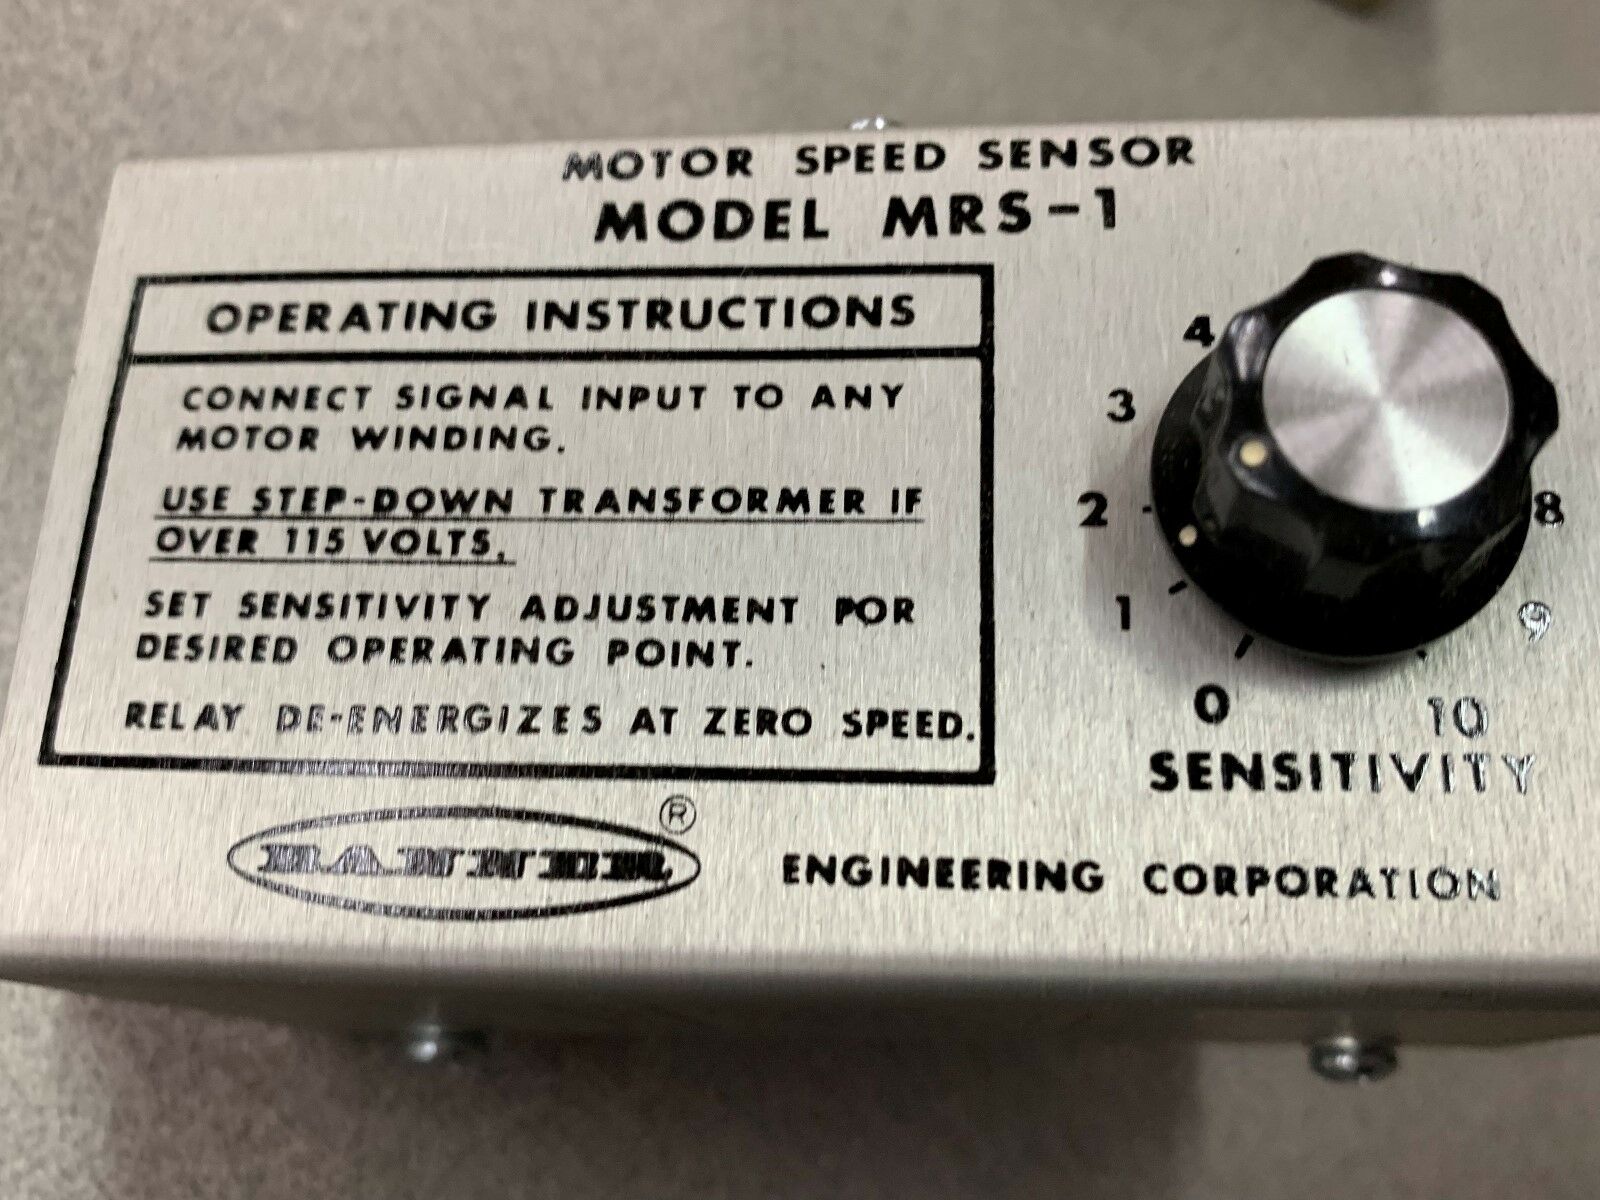 MOTOR SPEED SENSOR
MODEL MRS-1
OPERATING INSTRUCTIONS
CONNECT SIGNAL INPUT TO ANY
MOTOR WINDING.
USE STEP-DOWN TRANSFORMER IF
OVER 115 VOLTS.
SET SENSITIVITY ADJUSTMENT FOR
DESIRED OPERATING POINT.
RELAY DE-ENERGIZES AT ZERO SPEED.
4
3
2
8
1
9
0
10
SENSITIVITY
BANNER ®
ENGINEERING CORPORATION